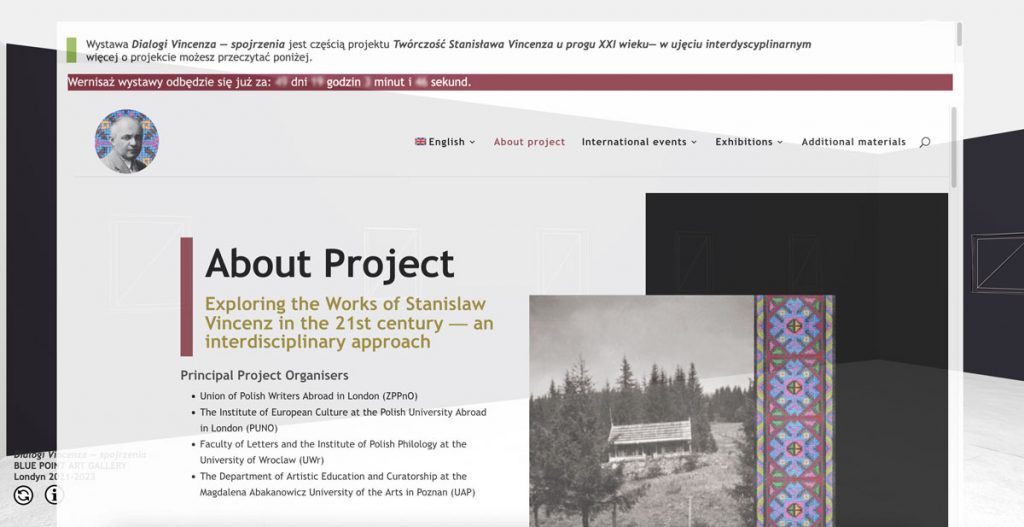 Wystawa Dialogi Vincenza — spojrzenia jest częścią projektu Twórczość Stanisława Vincenza u progu XXI wieku— w ujęciu interdyscyplinarnym
więcej o projekcie możesz przeczytać poniżej.
Wernisaż wystawy odbędzie się już za: 49 dni 19 godzin 3 minut i 46 sekund.
English
About project
International events
Exhibitions
Additional materials
About Project
Exploring the Works of Stanislaw
Vincenz in the 21st century — an
interdisciplinary approach
Principal Project Organisers
• Union of Polish Writers Abroad in London (ZPPnO)
• The Institute of European Culture at the Polish University Abroad
in London (PUNO)
• Faculty of Letters and the Institute of Polish Philology at the
University of Wroclaw (UWr)
• The Department of Artistic Education and Curatorship at the
Magdalena Abakanowicz University of the Arts in Poznan (UAP)
Dialogi Vincenza — spojrzenia
BLUE POINT ART GALLERY
Londyn 2021-2023